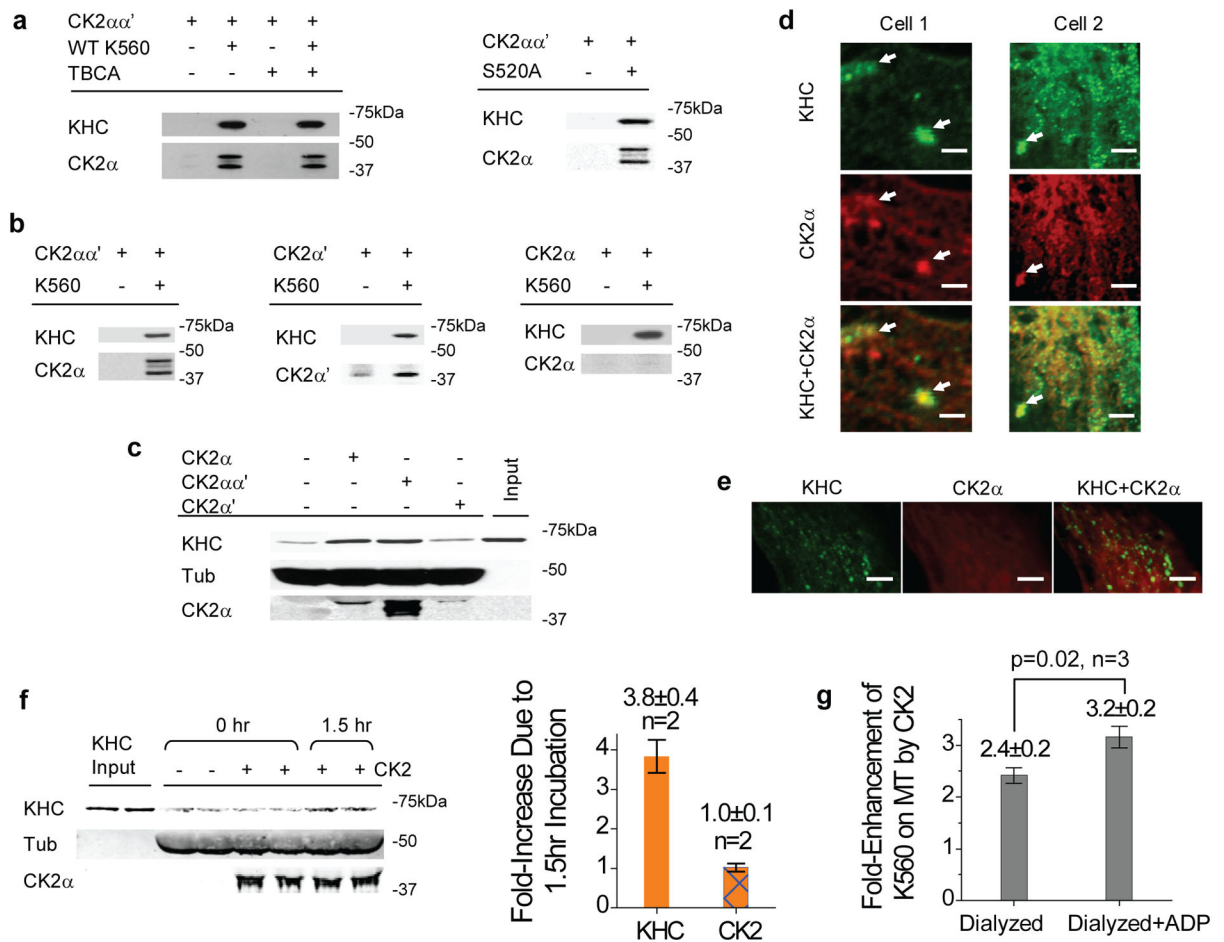 a
CK2αα' + + + +
WT K560 - + - +
TBCA - - + +
KHC
CK2α
-75kDa
-50
-37
CK2αα' + +
S520A - +
KHC
CK2α
-75kDa
-50
-37
b
CK2αα' + +
K560 - +
KHC
CK2α
-75kDa
-50
-37
CK2α' + +
K560 - +
KHC
CK2α'
-75kDa
-50
-37
CK2α + +
K560 - +
KHC
CK2α
-75kDa
-50
-37
c
CK2α - + - -
CK2αα' - - + -
CK2α' - - - +
Input
KHC
Tub
CK2α
-75kDa
-50
-37
d
Cell 1 Cell 2
KHC
CK2α
KHC+CK2α
e
KHC CK2α KHC+CK2α
f
KHC
Input
0 hr 1.5 hr
- - + + + + CK2
KHC
Tub
CK2α
-75kDa
-50
-37
Fold-Increase Due to
1.5hr Incubation
4
3
2
1
0
3.8±0.4
n=2
1.0±0.1
n=2
KHC CK2
g
Fold-Enhancement of
K560 on MT by CK2
p=0.02, n=3
4
3
2
1
0
2.4±0.2
3.2±0.2
Dialyzed Dialyzed+ADP